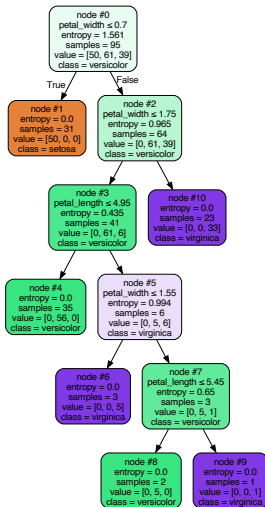 node #0
petal_width ≤ 0.7
entropy = 1.561
samples = 95
value = [50, 61, 39]
class = versicolor
True
False
node #1
entropy = 0.0
samples = 31
value = [50, 0, 0]
class = setosa
node #2
petal_width ≤ 1.75
entropy = 0.965
samples = 64
value = [0, 61, 39]
class = versicolor
node #3
petal_length ≤ 4.95
entropy = 0.435
samples = 41
value = [0, 61, 6]
class = versicolor
node #10
entropy = 0.0
samples = 23
value = [0, 0, 33]
class = virginica
node #4
entropy = 0.0
samples = 35
value = [0, 56, 0]
class = versicolor
node #5
petal_width ≤ 1.55
entropy = 0.994
samples = 6
value = [0, 5, 6]
class = virginica
node #6
entropy = 0.0
samples = 3
value = [0, 0, 5]
class = virginica
node #7
petal_length ≤ 5.45
entropy = 0.65
samples = 3
value = [0, 5, 1]
class = versicolor
node #8
entropy = 0.0
samples = 2
value = [0, 5, 0]
class = versicolor
node #9
entropy = 0.0
samples = 1
value = [0, 0, 1]
class = virginica